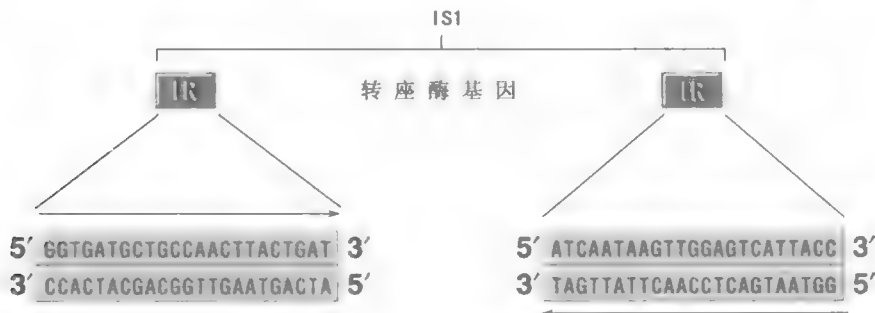 IS1
IR 转座酶基因 IR
5′ GGTGATGCTGCCAACTTACTGAT 3′ 5′ ATCAATAAGTTGGAGTCATTACC 3′
3′ CCACTACGACGGTTGAATGACTA 5′ 3′ TAGTTATTCAACCTCAGTAATGG 5′